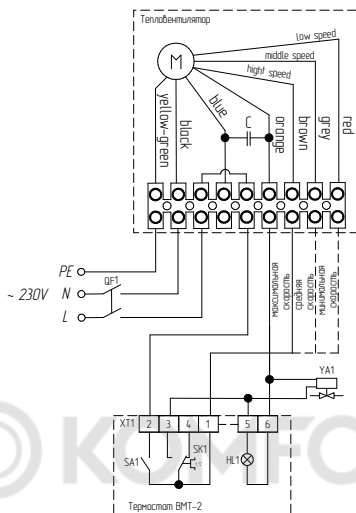 Тепловентилятор
low speed
middle speed
hight speed
M
yellow-green
black
blue
C
orange
brown
grey
red
PE
~ 230V
N
QF1
L
максимальная
скорость
средняя
скорость
минимальная
скорость
YA1
XT1
2
3
4
1
5
6
SA1
SK1
t°C
HL1
Термостат ВМТ-2
KOMFO